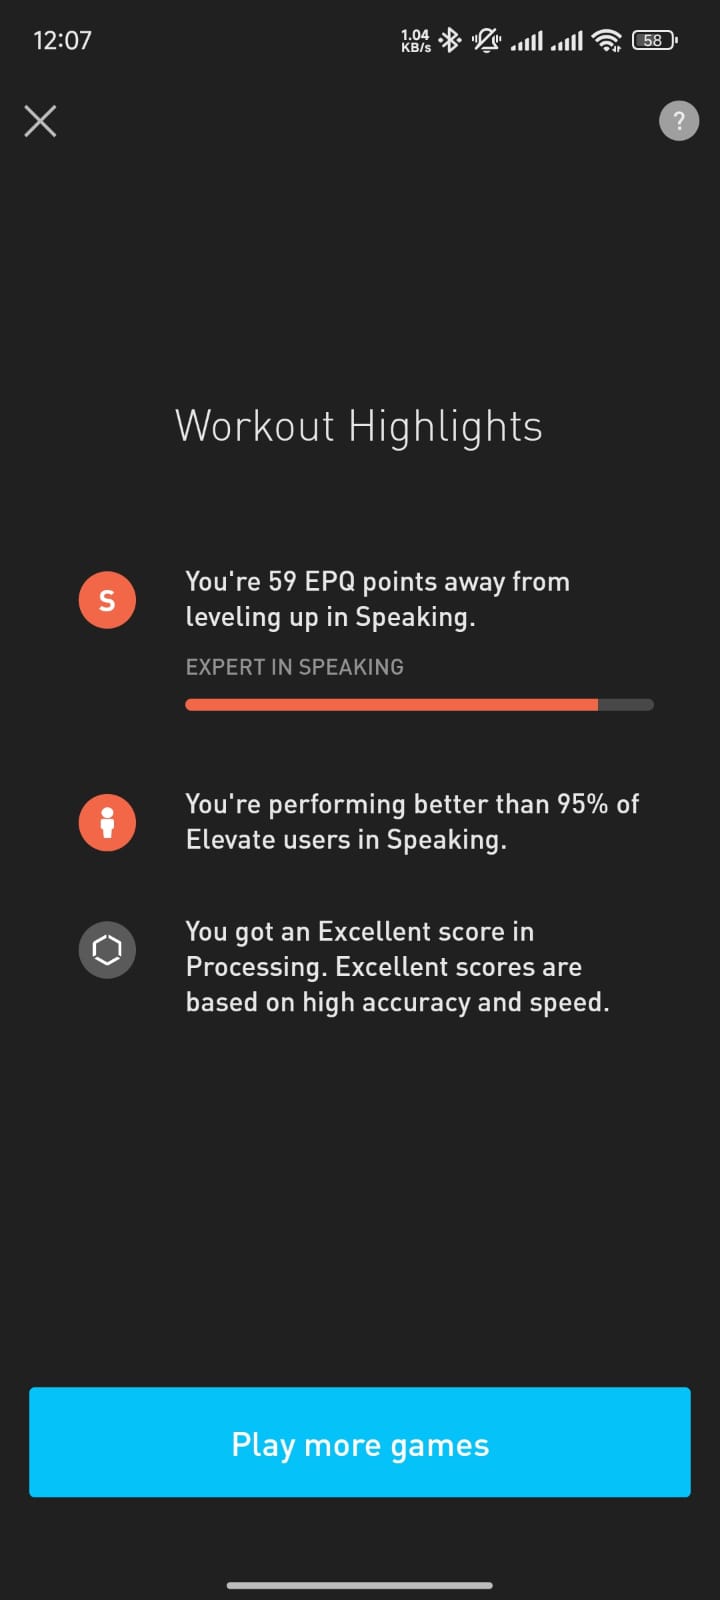 12:07
1.04
KB/s
58
?
Workout Highlights
S
You're 59 EPQ points away from
leveling up in Speaking.
EXPERT IN SPEAKING
You're performing better than 95% of
Elevate users in Speaking.
You got an Excellent score in
Processing. Excellent scores are
based on high accuracy and speed.
Play more games